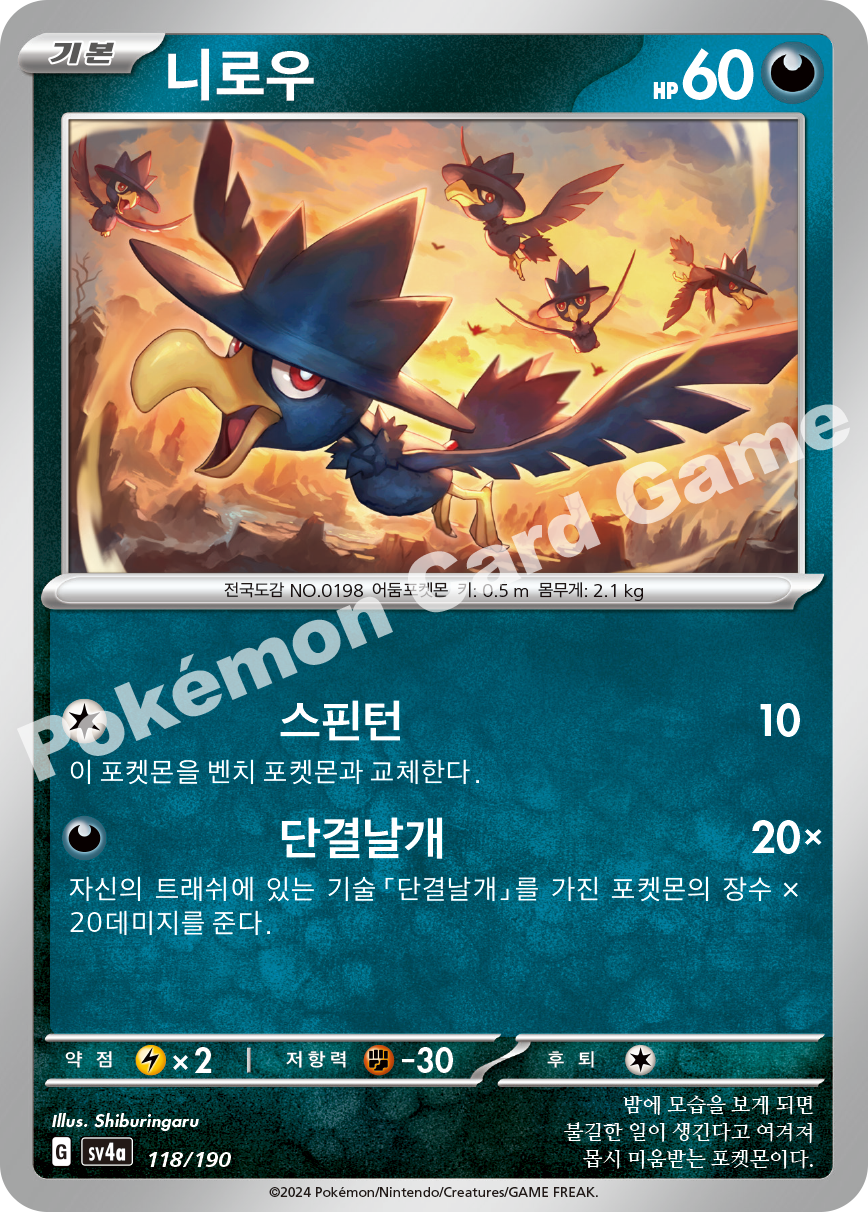 기본
니로우
HP 60
전국도감 NO.0198 어둠포켓몬 키: 0.5 m 몸무게: 2.1 kg
Pokémon Card Game
스핀턴 10
이 포켓몬을 벤치 포켓몬과 교체한다.
단결날개 20×
자신의 트래쉬에 있는 기술 「단결날개」를 가진 포켓몬의 장수 ×
20데미지를 준다.
약점 ×2 저항력 -30 후퇴
밤에 모습을 보게 되면
불길한 일이 생긴다고 여겨져
몹시 미움받는 포켓몬이다.
Illus. Shiburingaru
G sv4a 118/190
©2024 Pokémon/Nintendo/Creatures/GAME FREAK.